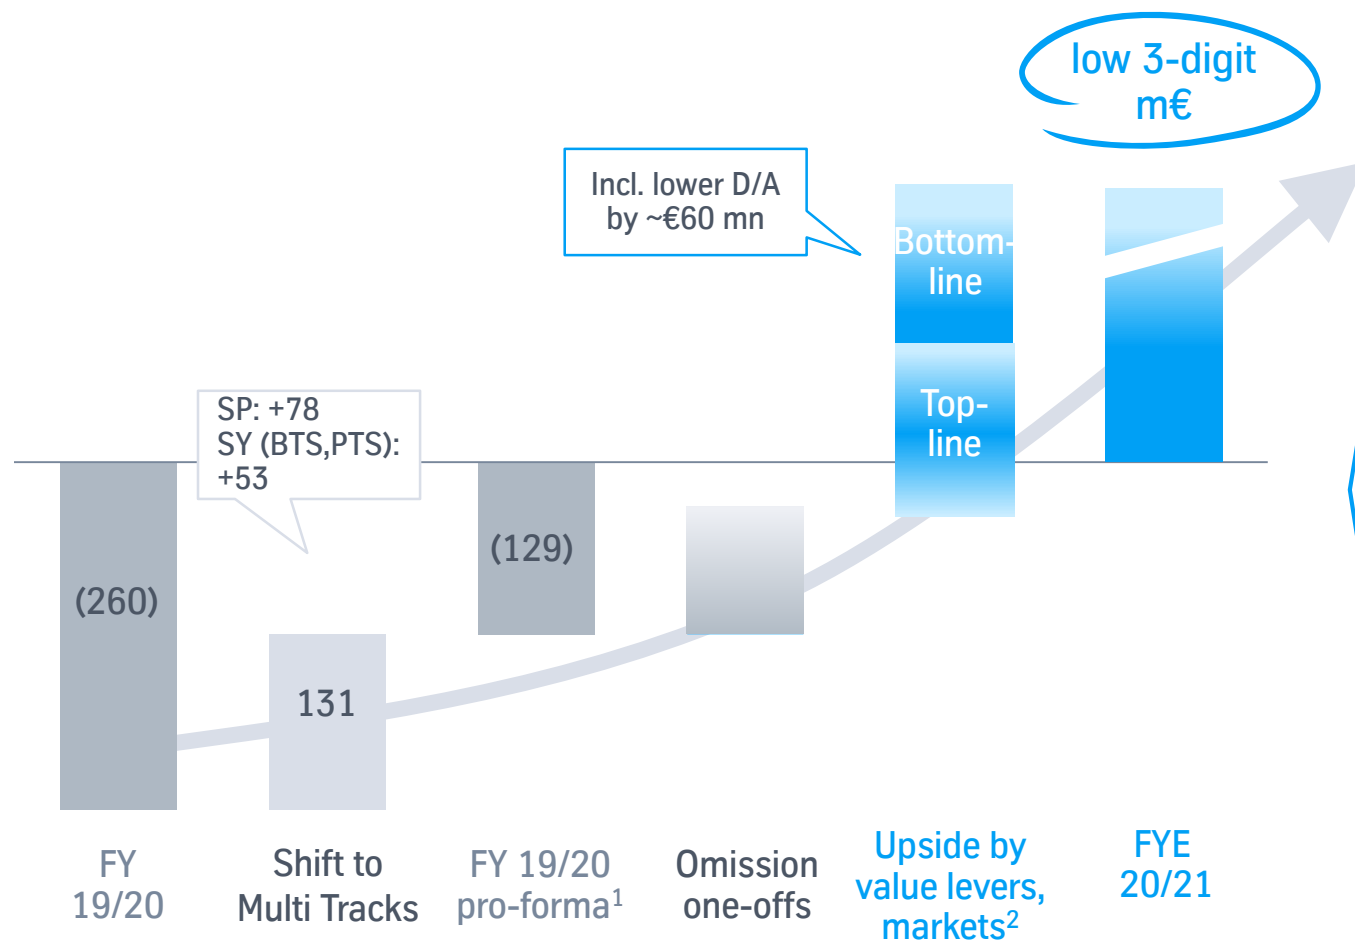 low 3-digit
m€
Incl. lower D/A
by ~€60 mn
Bottom-
line
Top-
line
SP: +78
SY (BTS,PTS):
+53
(260)
131
(129)
FY
19/20
Shift to
Multi Tracks
FY 19/20
pro-forma¹
Omission
one-offs
Upside by
value levers,
markets²
FYE
20/21